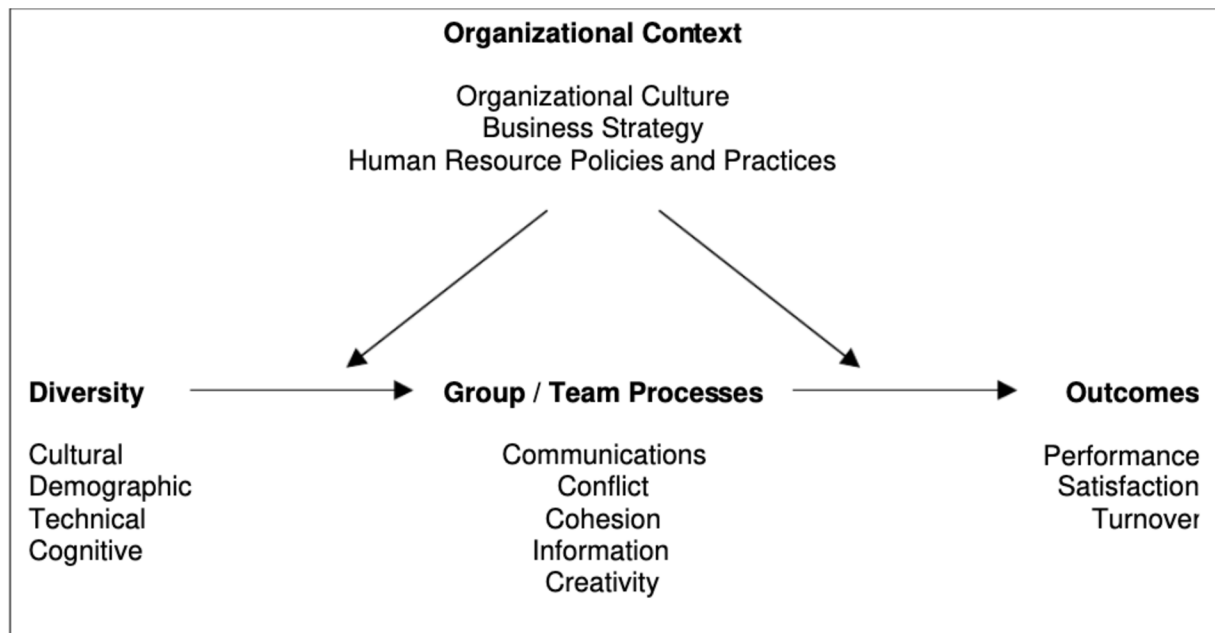 Organizational Context
Organizational Culture
Business Strategy
Human Resource Policies and Practices
Diversity
Group / Team Processes
Outcomes
Cultural
Demographic
Technical
Cognitive
Communications
Conflict
Cohesion
Information
Creativity
Performance
Satisfaction
Turnover